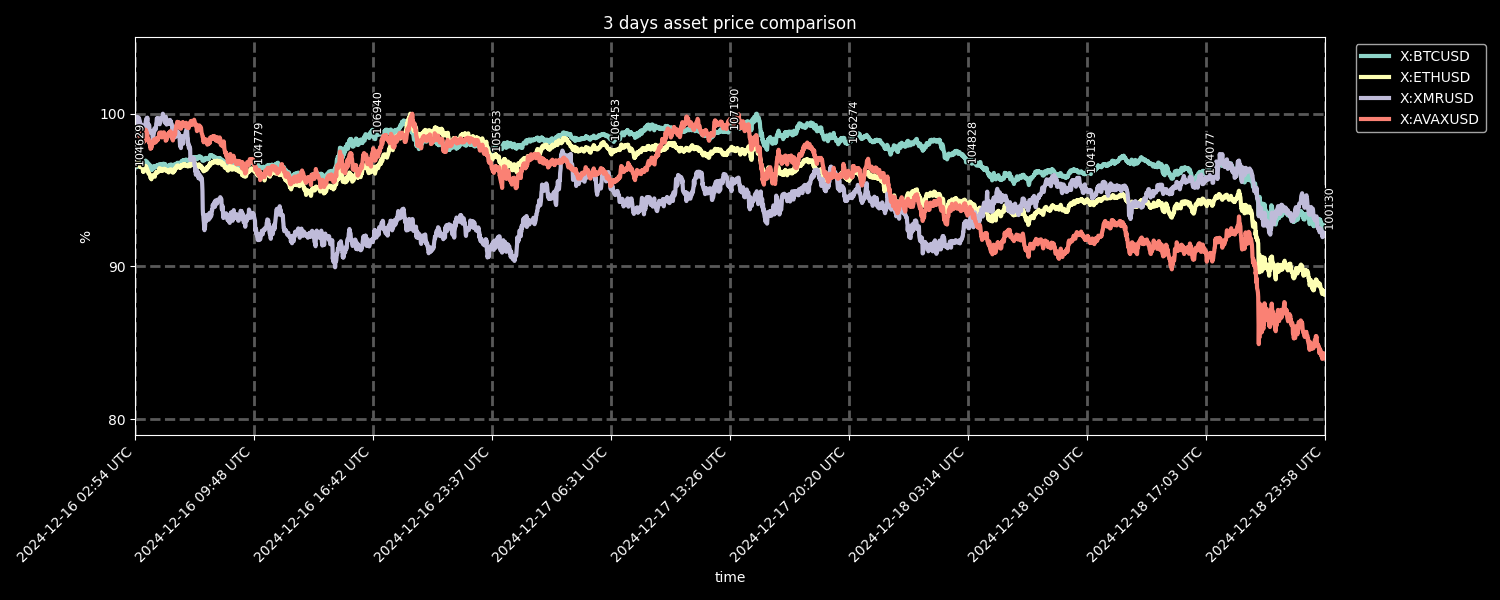 3 days asset price comparison
X:BTCUSD
X:ETHUSD
X:XMRUSD
X:AVAXUSD
100
90
80
%
104629
104779
106940
105653
106453
107190
106274
104828
104139
104077
100130
2024-12-16 02:54 UTC
2024-12-16 09:48 UTC
2024-12-16 16:42 UTC
2024-12-16 23:37 UTC
2024-12-17 06:31 UTC
2024-12-17 13:26 UTC
2024-12-17 20:20 UTC
2024-12-18 03:14 UTC
2024-12-18 10:09 UTC
2024-12-18 17:03 UTC
2024-12-18 23:58 UTC
time